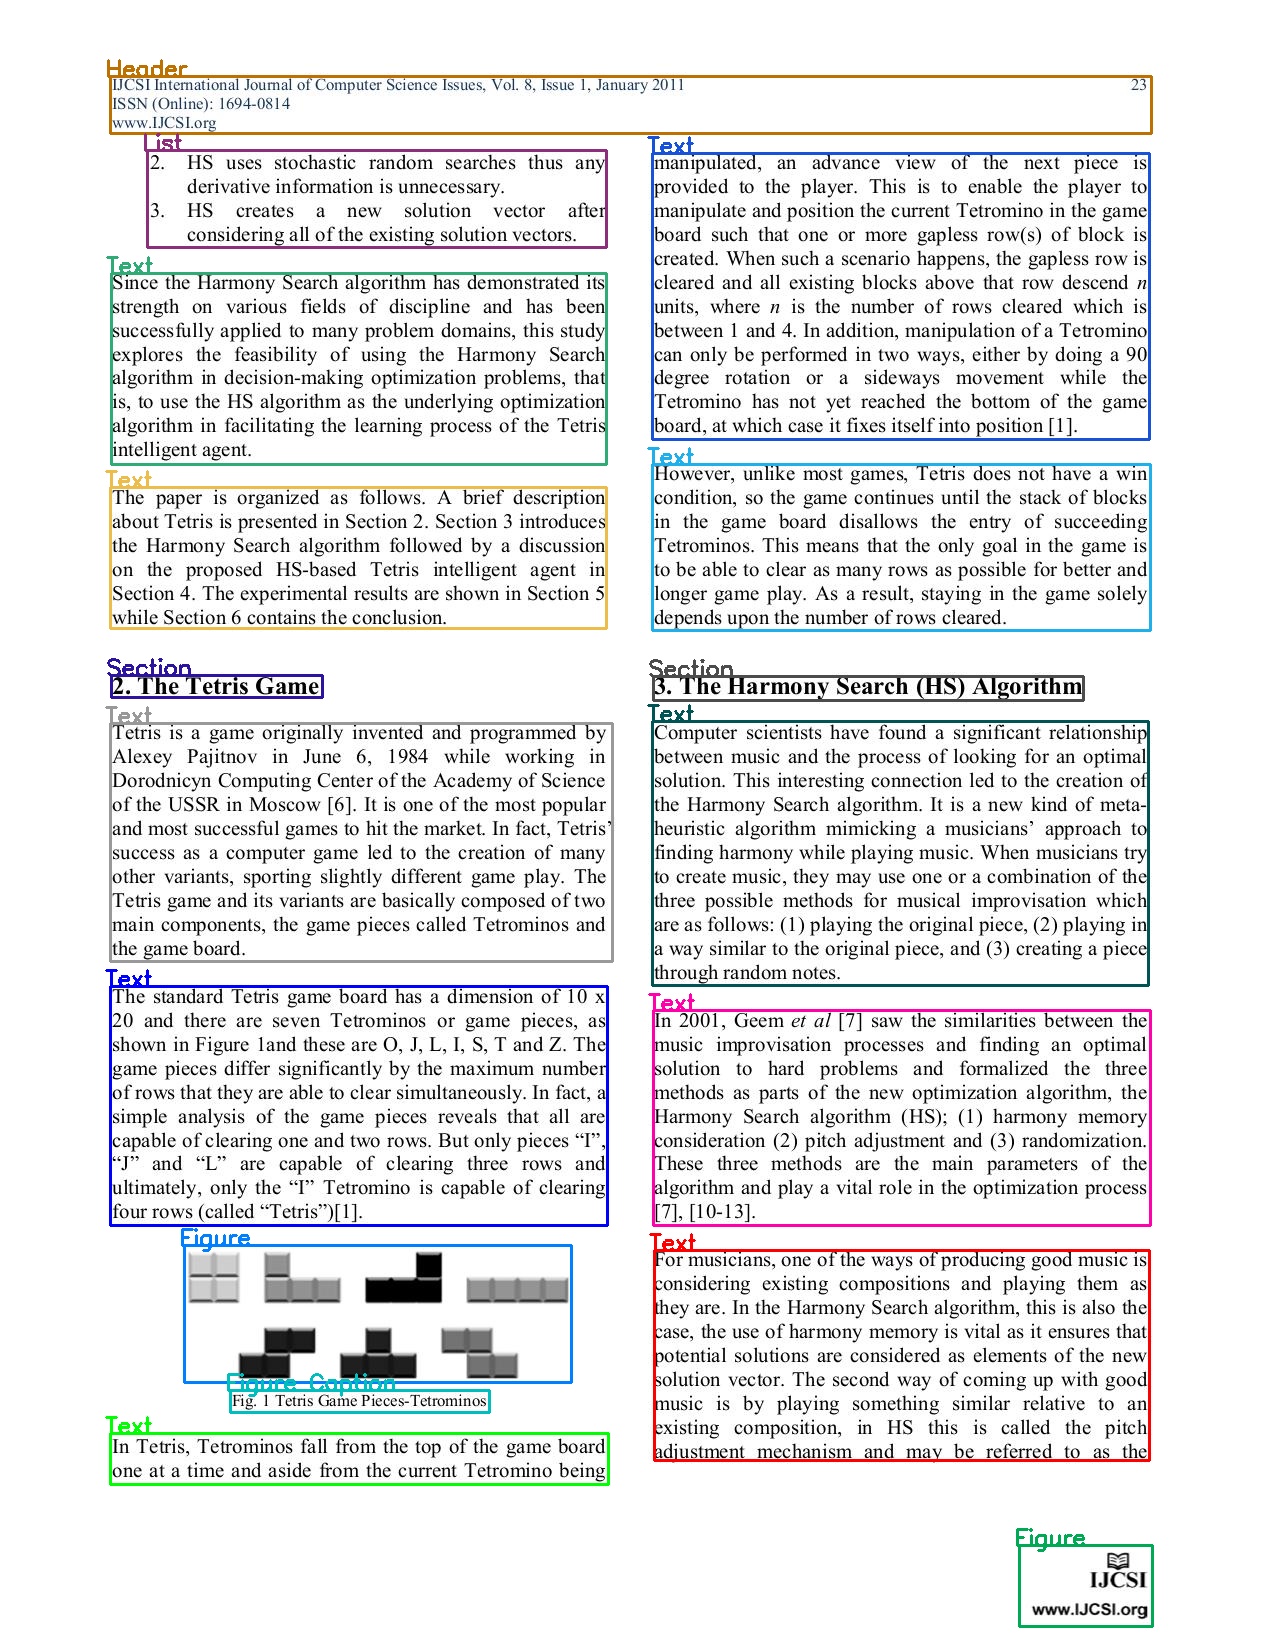 Header
IJCSI International Journal of Computer Science Issues, Vol. 8, Issue 1, January 2011 23
ISSN (Online): 1694-0814
www.IJCSI.org
List
2. HS uses stochastic random searches thus any
derivative information is unnecessary.
3. HS creates a new solution vector after
considering all of the existing solution vectors.
Text
Since the Harmony Search algorithm has demonstrated its
strength on various fields of discipline and has been
successfully applied to many problem domains, this study
explores the feasibility of using the Harmony Search
algorithm in decision-making optimization problems, that
is, to use the HS algorithm as the underlying optimization
algorithm in facilitating the learning process of the Tetris
intelligent agent.
Text
The paper is organized as follows. A brief description
about Tetris is presented in Section 2. Section 3 introduces
the Harmony Search algorithm followed by a discussion
on the proposed HS-based Tetris intelligent agent in
Section 4. The experimental results are shown in Section 5
while Section 6 contains the conclusion.
Section
2. The Tetris Game
Text
Tetris is a game originally invented and programmed by
Alexey Pajitnov in June 6, 1984 while working in
Dorodnicyn Computing Center of the Academy of Science
of the USSR in Moscow [6]. It is one of the most popular
and most successful games to hit the market. In fact, Tetris’
success as a computer game led to the creation of many
other variants, sporting slightly different game play. The
Tetris game and its variants are basically composed of two
main components, the game pieces called Tetrominos and
the game board.
Text
The standard Tetris game board has a dimension of 10 x
20 and there are seven Tetrominos or game pieces, as
shown in Figure 1and these are O, J, L, I, S, T and Z. The
game pieces differ significantly by the maximum number
of rows that they are able to clear simultaneously. In fact, a
simple analysis of the game pieces reveals that all are
capable of clearing one and two rows. But only pieces “I”,
“J” and “L” are capable of clearing three rows and
ultimately, only the “I” Tetromino is capable of clearing
four rows (called “Tetris”)[1].
Figure
Figure Caption
Fig. 1 Tetris Game Pieces-Tetrominos
Text
In Tetris, Tetrominos fall from the top of the game board
one at a time and aside from the current Tetromino being
Text
manipulated, an advance view of the next piece is
provided to the player. This is to enable the player to
manipulate and position the current Tetromino in the game
board such that one or more gapless row(s) of block is
created. When such a scenario happens, the gapless row is
cleared and all existing blocks above that row descend n
units, where n is the number of rows cleared which is
between 1 and 4. In addition, manipulation of a Tetromino
can only be performed in two ways, either by doing a 90
degree rotation or a sideways movement while the
Tetromino has not yet reached the bottom of the game
board, at which case it fixes itself into position [1].
Text
However, unlike most games, Tetris does not have a win
condition, so the game continues until the stack of blocks
in the game board disallows the entry of succeeding
Tetrominos. This means that the only goal in the game is
to be able to clear as many rows as possible for better and
longer game play. As a result, staying in the game solely
depends upon the number of rows cleared.
Section
3. The Harmony Search (HS) Algorithm
Text
Computer scientists have found a significant relationship
between music and the process of looking for an optimal
solution. This interesting connection led to the creation of
the Harmony Search algorithm. It is a new kind of meta-
heuristic algorithm mimicking a musicians’ approach to
finding harmony while playing music. When musicians try
to create music, they may use one or a combination of the
three possible methods for musical improvisation which
are as follows: (1) playing the original piece, (2) playing in
a way similar to the original piece, and (3) creating a piece
through random notes.
Text
In 2001, Geem et al [7] saw the similarities between the
music improvisation processes and finding an optimal
solution to hard problems and formalized the three
methods as parts of the new optimization algorithm, the
Harmony Search algorithm (HS); (1) harmony memory
consideration (2) pitch adjustment and (3) randomization.
These three methods are the main parameters of the
algorithm and play a vital role in the optimization process
[7], [10-13].
Text
For musicians, one of the ways of producing good music is
considering existing compositions and playing them as
they are. In the Harmony Search algorithm, this is also the
case, the use of harmony memory is vital as it ensures that
potential solutions are considered as elements of the new
solution vector. The second way of coming up with good
music is by playing something similar relative to an
existing composition, in HS this is called the pitch
adjustment mechanism and may be referred to as the
Figure
IJCSI
www.IJCSI.org